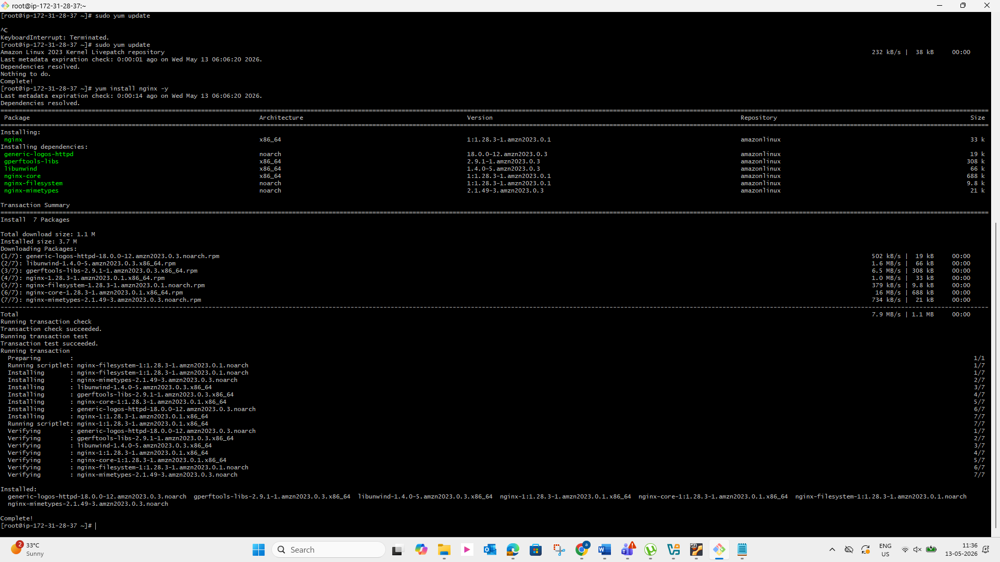 root@ip-172-31-28-37:~
[root@ip-172-31-28-37 ~]# sudo yum update
^C
KeyboardInterrupt: Terminated.
[root@ip-172-31-28-37 ~]# sudo yum update
Amazon Linux 2023 Kernel Livepatch repository 232 kB/s | 38 kB 00:00
Last metadata expiration check: 0:00:01 ago on Wed May 13 06:06:20 2026.
Dependencies resolved.
Nothing to do.
Complete!
[root@ip-172-31-28-37 ~]# yum install nginx -y
Last metadata expiration check: 0:00:14 ago on Wed May 13 06:06:20 2026.
Dependencies resolved.
Package Architecture Version Repository Size
Installing:
nginx x86_64 1:1.28.3-1.amzn2023.0.1 amazonlinux 33 k
Installing dependencies:
generic-logos-httpd noarch 18.0.0-12.amzn2023.0.3 amazonlinux 19 k
gperftools-libs x86_64 2.9.1-1.amzn2023.0.3 amazonlinux 308 k
libunwind x86_64 1.4.0-5.amzn2023.0.3 amazonlinux 66 k
nginx-core x86_64 1:1.28.3-1.amzn2023.0.1 amazonlinux 688 k
nginx-filesystem noarch 1:1.28.3-1.amzn2023.0.1 amazonlinux 9.8 k
nginx-mimetypes noarch 2.1.49-3.amzn2023.0.3 amazonlinux 21 k
Transaction Summary
Install 7 Packages
Total download size: 1.1 M
Installed size: 3.7 M
Downloading Packages:
(1/7): generic-logos-httpd-18.0.0-12.amzn2023.0.3.noarch.rpm 502 kB/s | 19 kB 00:00
(2/7): libunwind-1.4.0-5.amzn2023.0.3.x86_64.rpm 1.6 MB/s | 66 kB 00:00
(3/7): gperftools-libs-2.9.1-1.amzn2023.0.3.x86_64.rpm 6.5 MB/s | 308 kB 00:00
(4/7): nginx-1.28.3-1.amzn2023.0.1.x86_64.rpm 1.0 MB/s | 33 kB 00:00
(5/7): nginx-filesystem-1.28.3-1.amzn2023.0.1.noarch.rpm 379 kB/s | 9.8 kB 00:00
(6/7): nginx-core-1.28.3-1.amzn2023.0.1.x86_64.rpm 16 MB/s | 688 kB 00:00
(7/7): nginx-mimetypes-2.1.49-3.amzn2023.0.3.noarch.rpm 734 kB/s | 21 kB 00:00
Total 7.9 MB/s | 1.1 MB 00:00
Running transaction check
Transaction check succeeded.
Running transaction test
Transaction test succeeded.
Running transaction
Preparing : 1/1
Running scriptlet: nginx-filesystem-1:1.28.3-1.amzn2023.0.1.noarch 1/7
Installing : nginx-filesystem-1:1.28.3-1.amzn2023.0.1.noarch 1/7
Installing : nginx-mimetypes-2.1.49-3.amzn2023.0.3.noarch 2/7
Installing : libunwind-1.4.0-5.amzn2023.0.3.x86_64 3/7
Installing : gperftools-libs-2.9.1-1.amzn2023.0.3.x86_64 4/7
Installing : nginx-core-1:1.28.3-1.amzn2023.0.1.x86_64 5/7
Installing : generic-logos-httpd-18.0.0-12.amzn2023.0.3.noarch 6/7
Installing : nginx-1:1.28.3-1.amzn2023.0.1.x86_64 7/7
Running scriptlet: nginx-1:1.28.3-1.amzn2023.0.1.x86_64 7/7
Verifying : generic-logos-httpd-18.0.0-12.amzn2023.0.3.noarch 1/7
Verifying : gperftools-libs-2.9.1-1.amzn2023.0.3.x86_64 2/7
Verifying : libunwind-1.4.0-5.amzn2023.0.3.x86_64 3/7
Verifying : nginx-1:1.28.3-1.amzn2023.0.1.x86_64 4/7
Verifying : nginx-core-1:1.28.3-1.amzn2023.0.1.x86_64 5/7
Verifying : nginx-filesystem-1:1.28.3-1.amzn2023.0.1.noarch 6/7
Verifying : nginx-mimetypes-2.1.49-3.amzn2023.0.3.noarch 7/7
Installed:
generic-logos-httpd-18.0.0-12.amzn2023.0.3.noarch gperftools-libs-2.9.1-1.amzn2023.0.3.x86_64 libunwind-1.4.0-5.amzn2023.0.3.x86_64 nginx-1:1.28.3-1.amzn2023.0.1.x86_64 nginx-core-1:1.28.3-1.amzn2023.0.1.x86_64 nginx-filesystem-1:1.28.3-1.amzn2023.0.1.noarch
nginx-mimetypes-2.1.49-3.amzn2023.0.3.noarch
Complete!
[root@ip-172-31-28-37 ~]#
2
33°C
Sunny
Search
a
ENG
US
11:36
13-05-2026